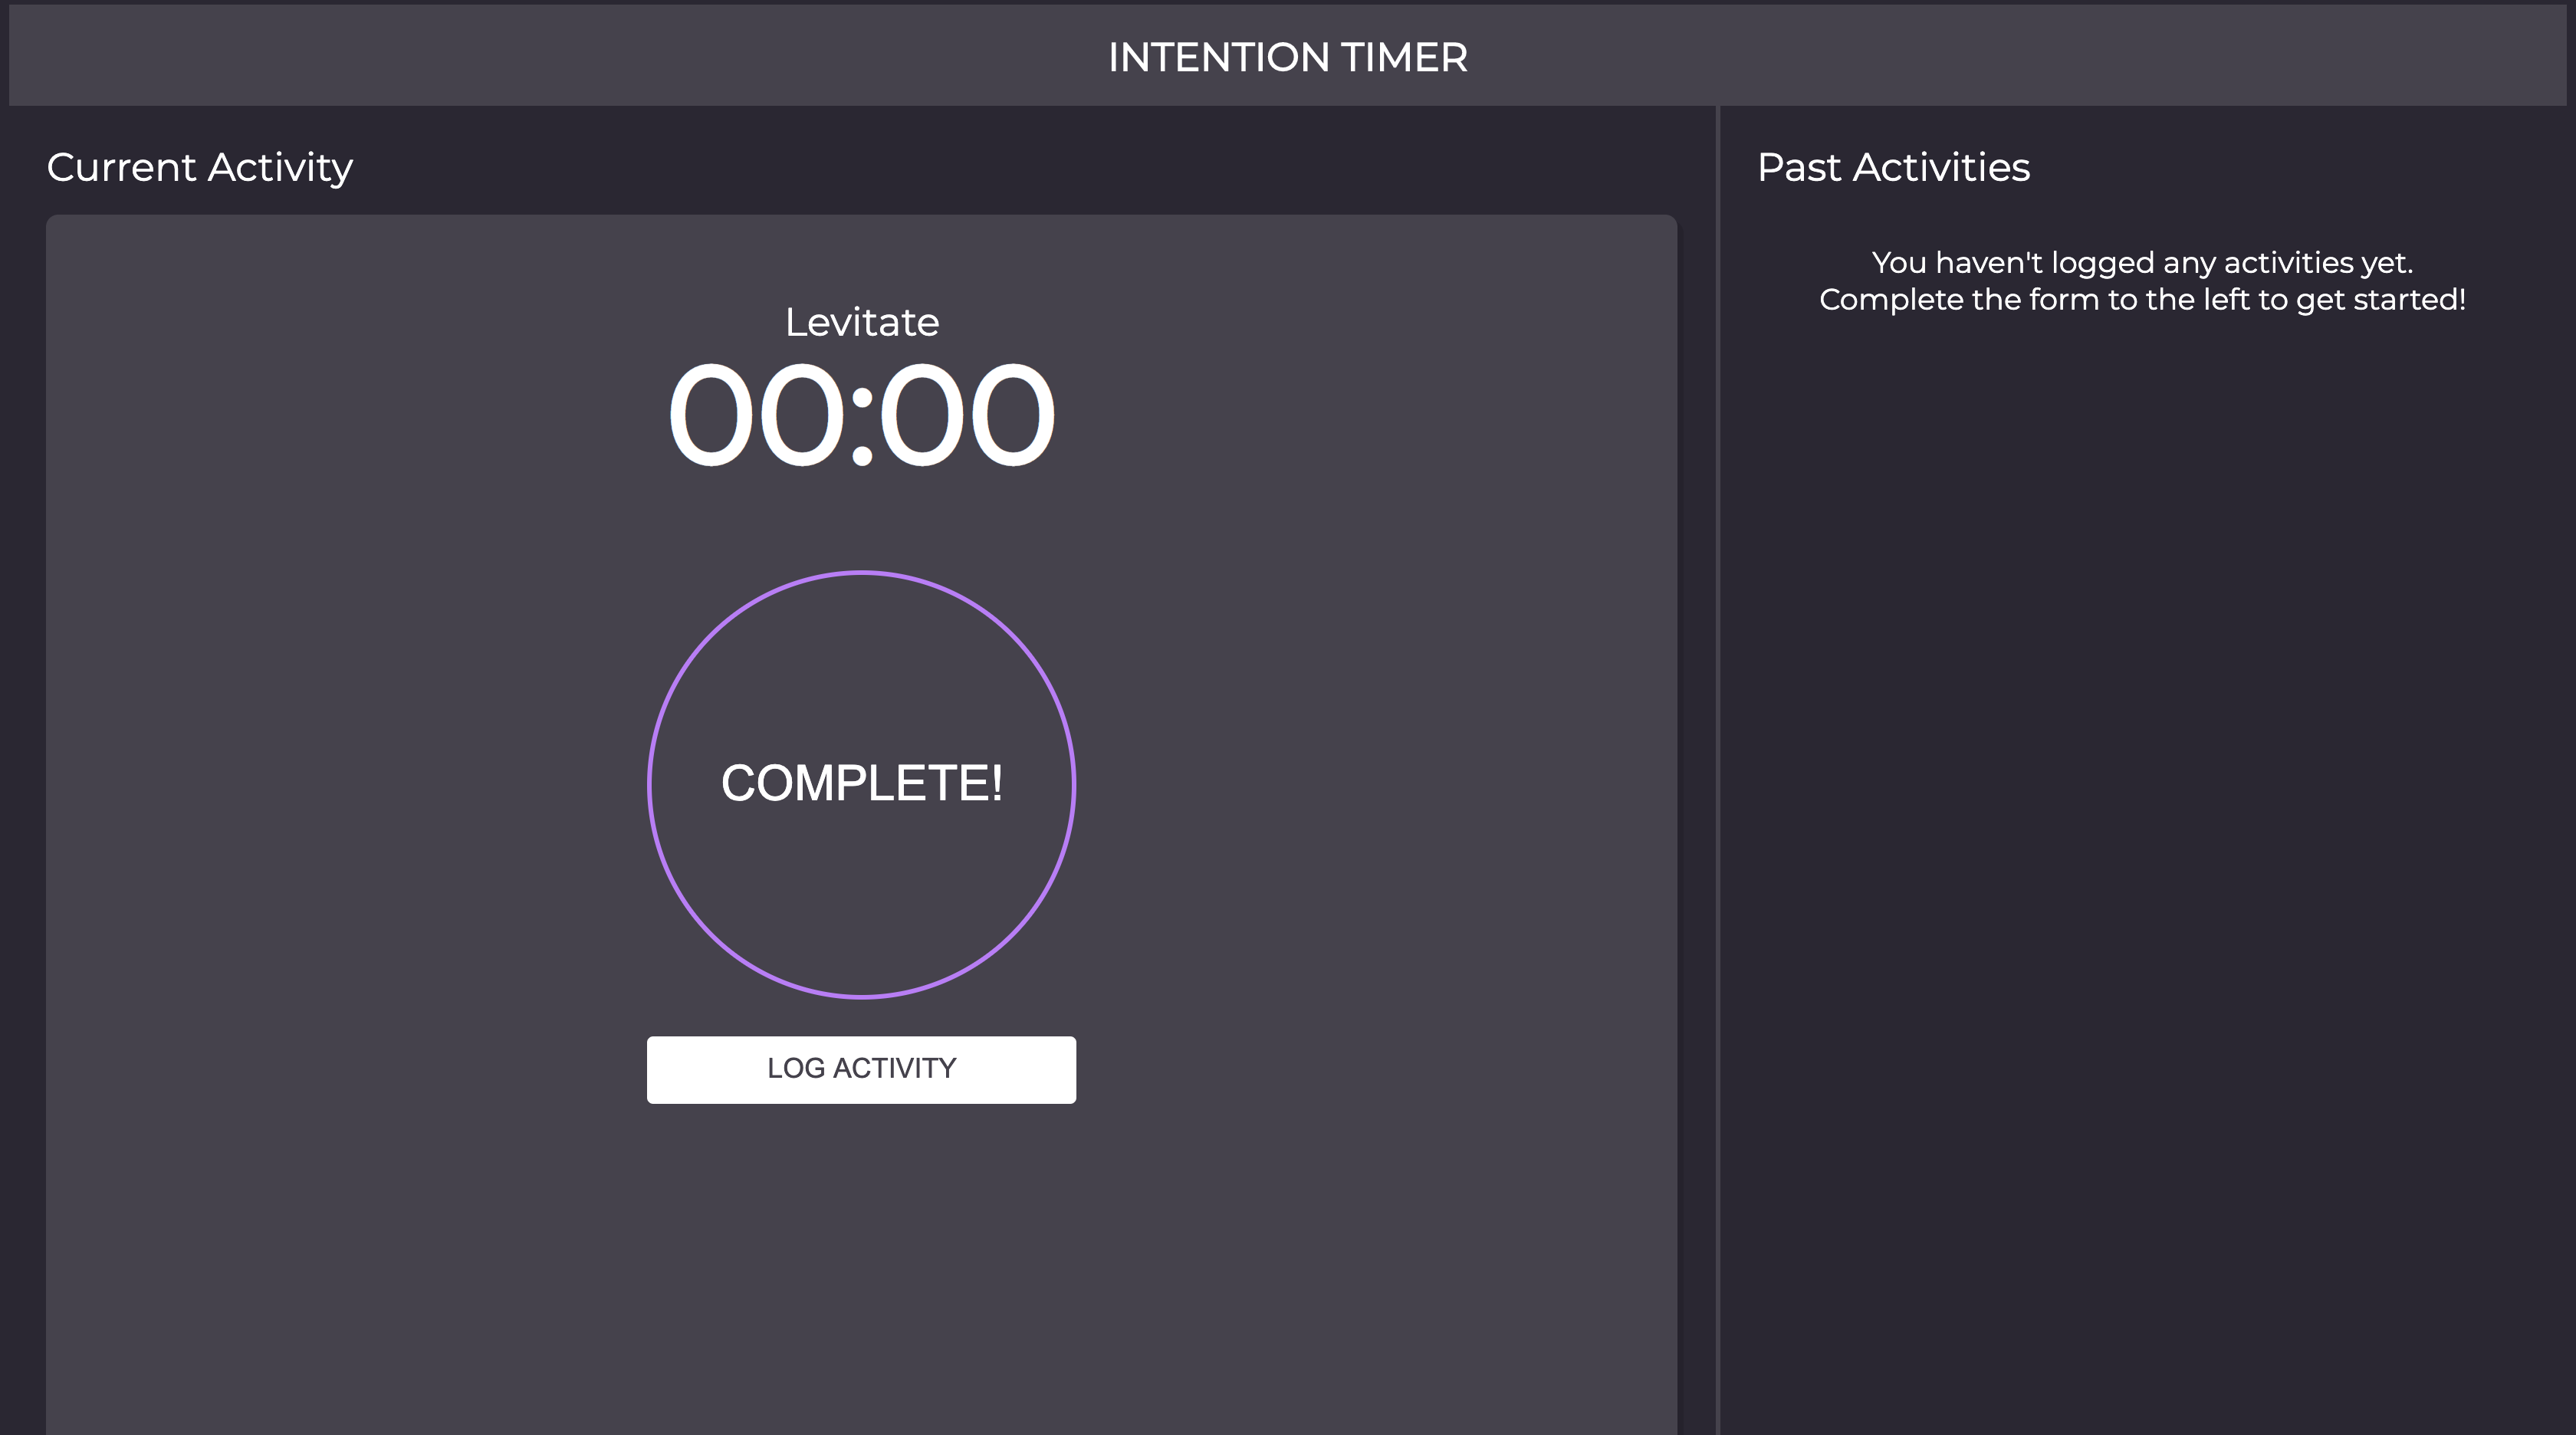 INTENTION TIMER
Current Activity
Levitate
00:00
COMPLETE!
LOG ACTIVITY
Past Activities
You haven't logged any activities yet.
Complete the form to the left to get started!